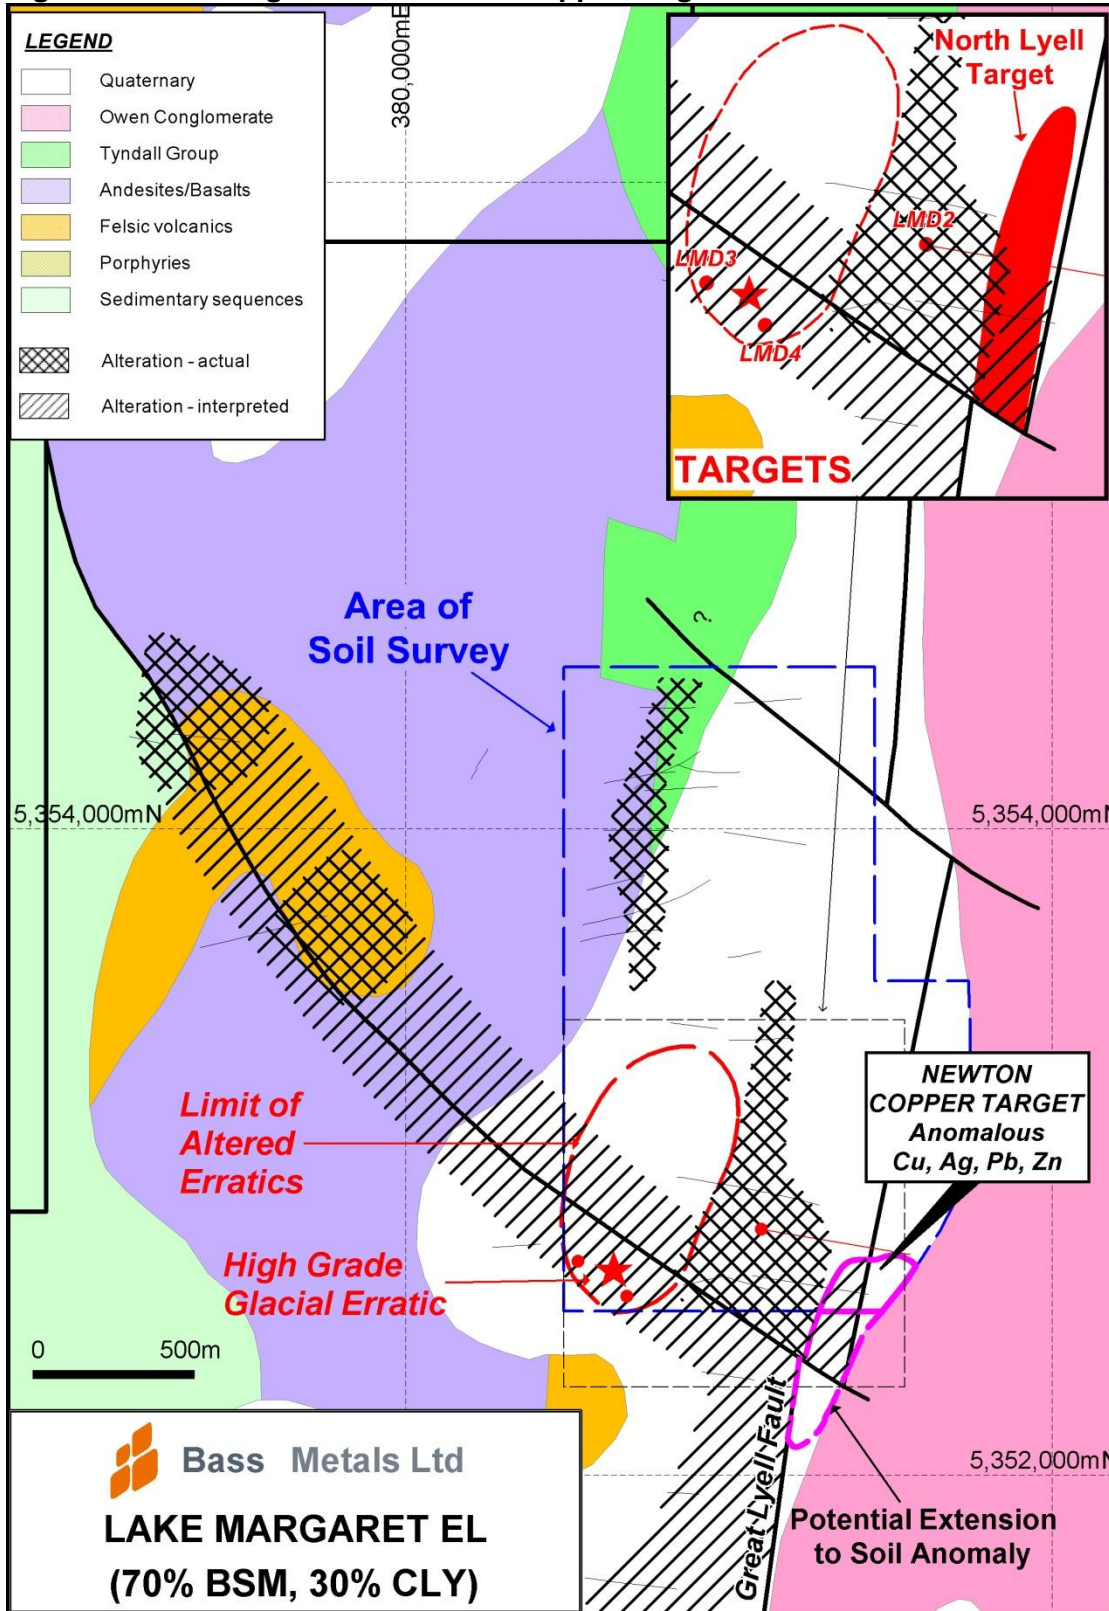 LEGEND
Quaternary
Owen Conglomerate
Tyndall Group
Andesites/Basalts
Felsic volcanics
Porphyries
Sedimentary sequences
Alteration - actual
Alteration - interpreted
380,000mE
North Lyell
Target
LMD2
LMD3
LMD4
TARGETS
Area of
Soil Survey
?
5,354,000mN
5,354,000mN
NEWTON
COPPER TARGET
Anomalous
Cu, Ag, Pb, Zn
Limit of
Altered
Erratics
High Grade
Glacial Erratic
0 500m
Great Lyell Fault
5,352,000mN
Potential Extension
to Soil Anomaly
Bass Metals Ltd
LAKE MARGARET EL
(70% BSM, 30% CLY)